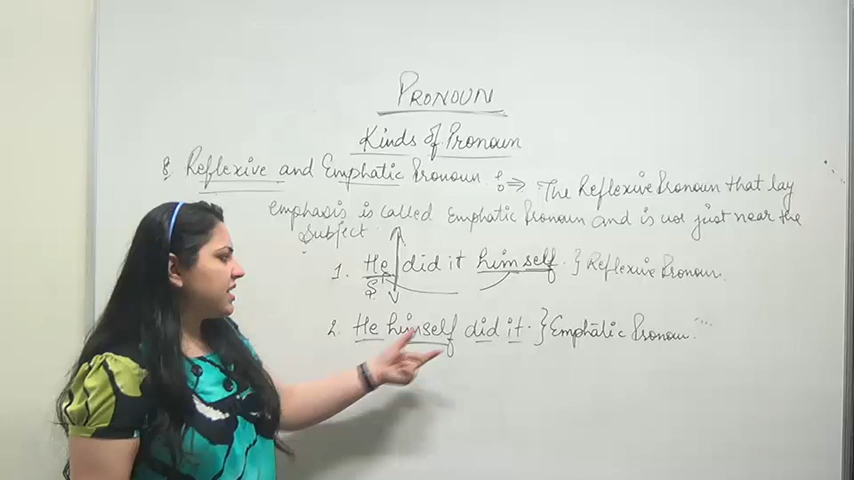 PRONOUN
Kinds of Pronoun
8. Reflexive and Emphatic Pronoun : ⇒ "The Reflexive Pronoun that lay
emphasis is called emphatic Pronoun and is not just near the
subject.
1. He did it himself. } Reflexive Pronoun.
S
2. He himself did it. } Emphatic Pronoun.